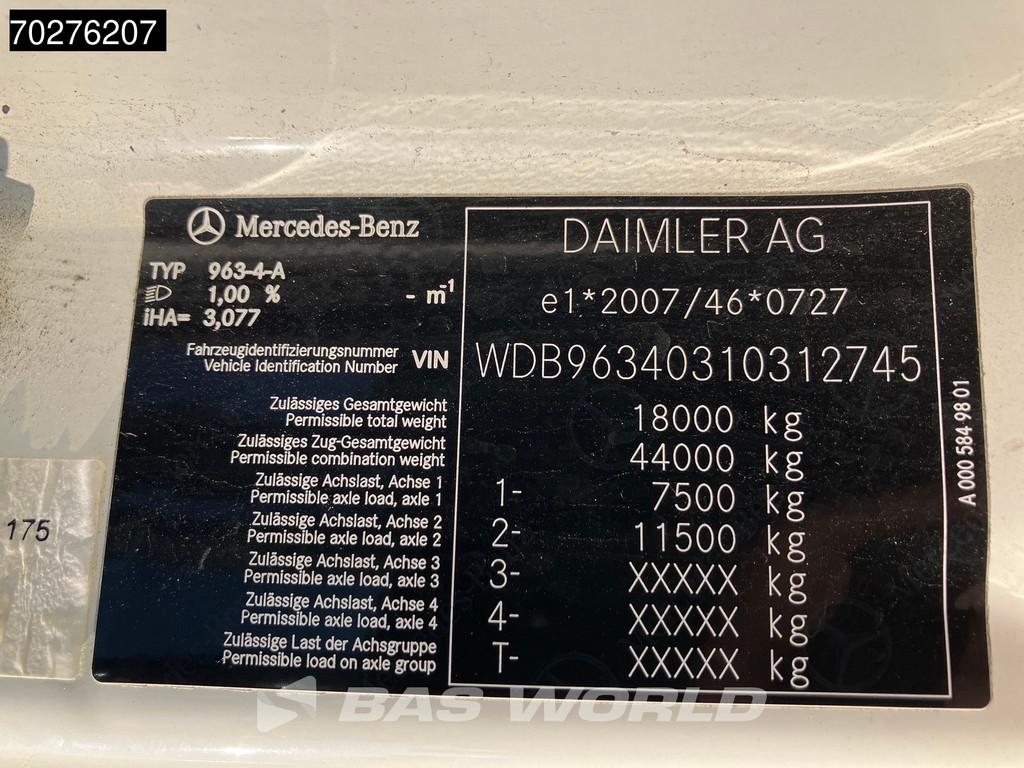 70276207
Mercedes-Benz
DAIMLER AG
TYP 963-4-A
1,00 % - m-1
iHA= 3,077
e1*2007/46*0727
Fahrzeugidentifizierungsnummer
Vehicle Identification Number
VIN
WDB96340310312745
Zulässiges Gesamtgewicht
Permissible total weight
18000 kg
Zulässiges Zug-Gesamtgewicht
Permissible combination weight
44000 kg
Zulässige Achslast, Achse 1
Permissible axle load, axle 1
1- 7500 kg
Zulässige Achslast, Achse 2
Permissible axle load, axle 2
2- 11500 kg
Zulässige Achslast, Achse 3
Permissible axle load, axle 3
3- XXXXX kg
Zulässige Achslast, Achse 4
Permissible axle load, axle 4
4- XXXXX kg
Zulässige Last der Achsgruppe
Permissible load on axle group
T- XXXXX kg
A 000 584 98 01
175
BAS WORLD